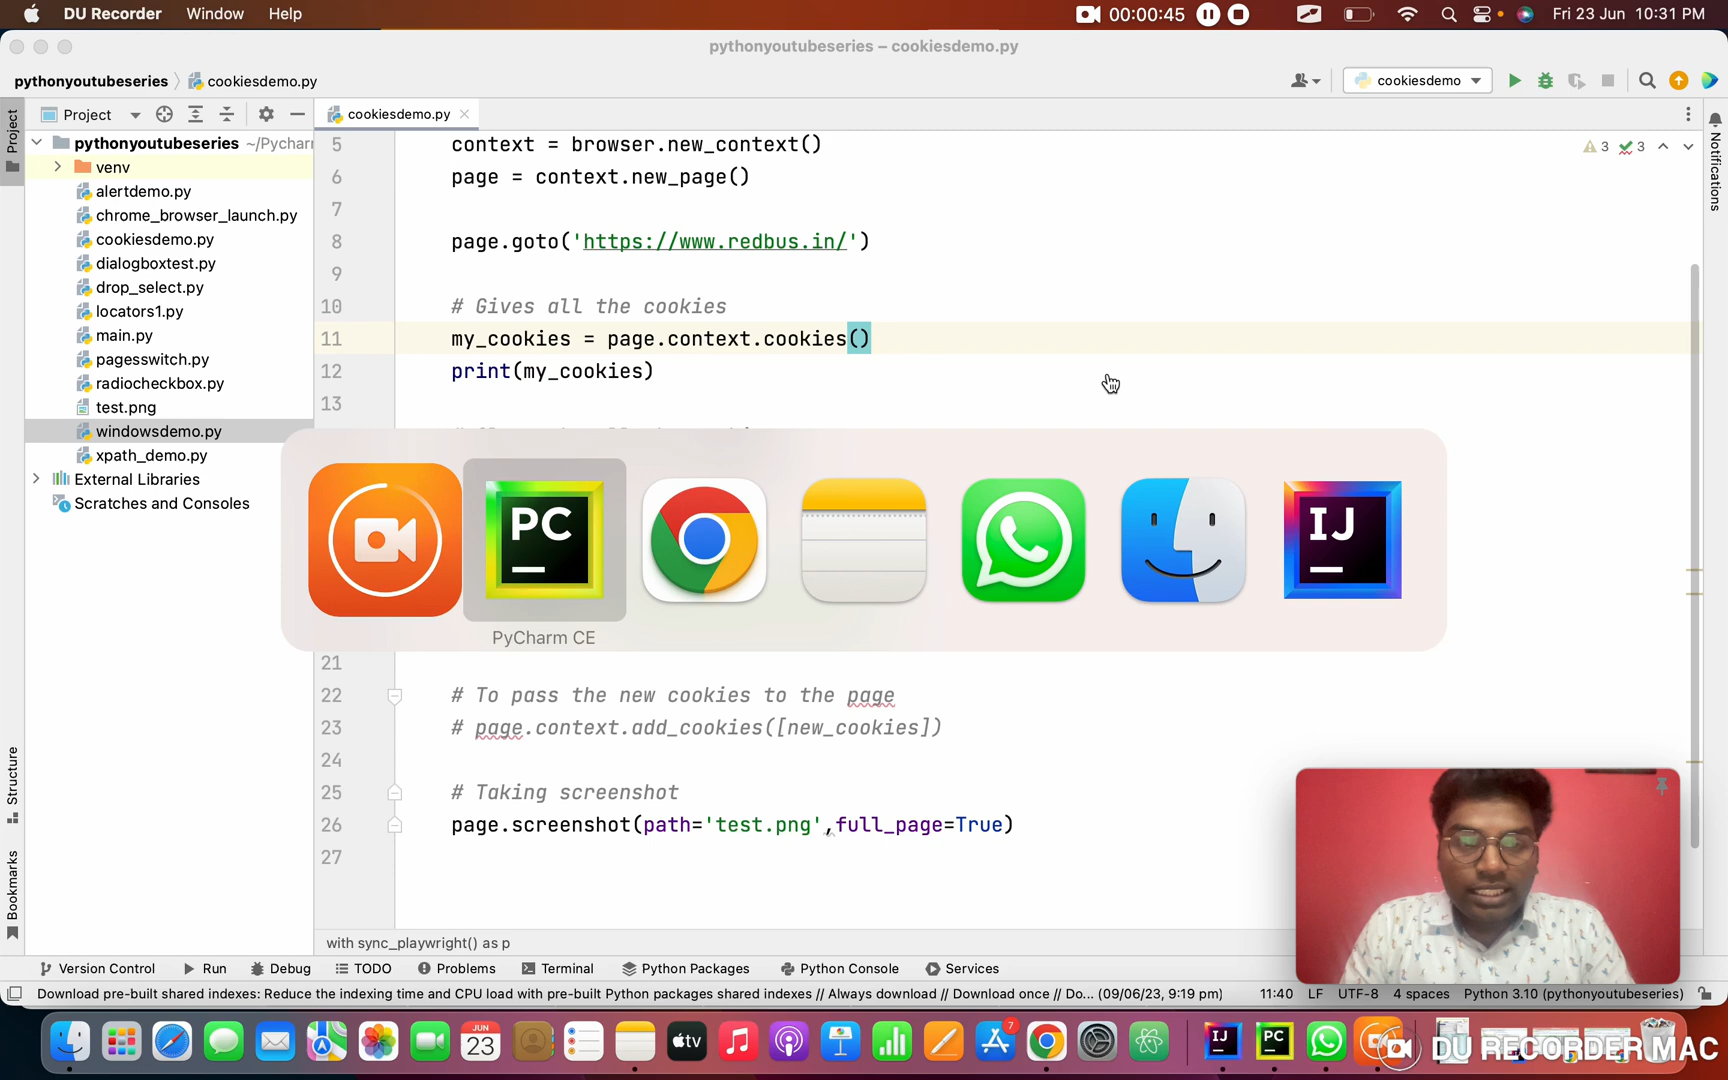 DU Recorder Window Help 00:00:45 Fri 23 Jun 10:31 PM
pythonyoutubeseries – cookiesdemo.py
pythonyoutubeseries cookiesdemo.py cookiesdemo
Project cookiesdemo.py
Project
Notifications
Structure
Bookmarks
pythonyoutubeseries ~/Pycharr
venv
alertdemo.py
chrome_browser_launch.py
cookiesdemo.py
dialogboxtest.py
drop_select.py
locators1.py
main.py
pagesswitch.py
radiocheckbox.py
test.png
windowsdemo.py
xpath_demo.py
External Libraries
Scratches and Consoles
3 3
5 context = browser.new_context()
6 page = context.new_page()
7
8 page.goto('https://www.redbus.in/')
9
10 # Gives all the cookies
11 my_cookies = page.context.cookies()
12 print(my_cookies)
13
PC
IJ
PyCharm CE
21
22 # To pass the new cookies to the page
23 # page.context.add_cookies([new_cookies])
24
25 # Taking screenshot
26 page.screenshot(path='test.png',full_page=True)
27
with sync_playwright() as p
Version Control Run Debug TODO Problems Terminal Python Packages Python Console Services
Download pre-built shared indexes: Reduce the indexing time and CPU load with pre-built Python packages shared indexes // Always download // Download once // Do... (09/06/23, 9:19 pm) 11:40 LF UTF-8 4 spaces Python 3.10 (pythonyoutubeseries)
JUN
23
tv
7
IJ
PC
DU RECORDER MAC